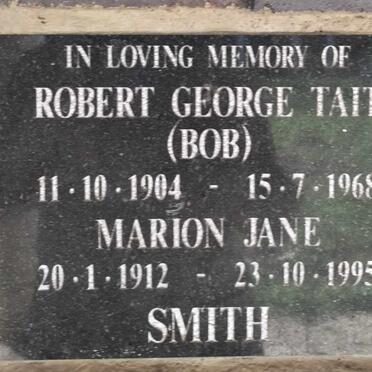 IN LOVING MEMORY OF
ROBERT GEORGE TAIT
(BOB)
11·10·1904 - 15·7·1968
MARION JANE
20·1·1912 - 23·10·1995
SMITH